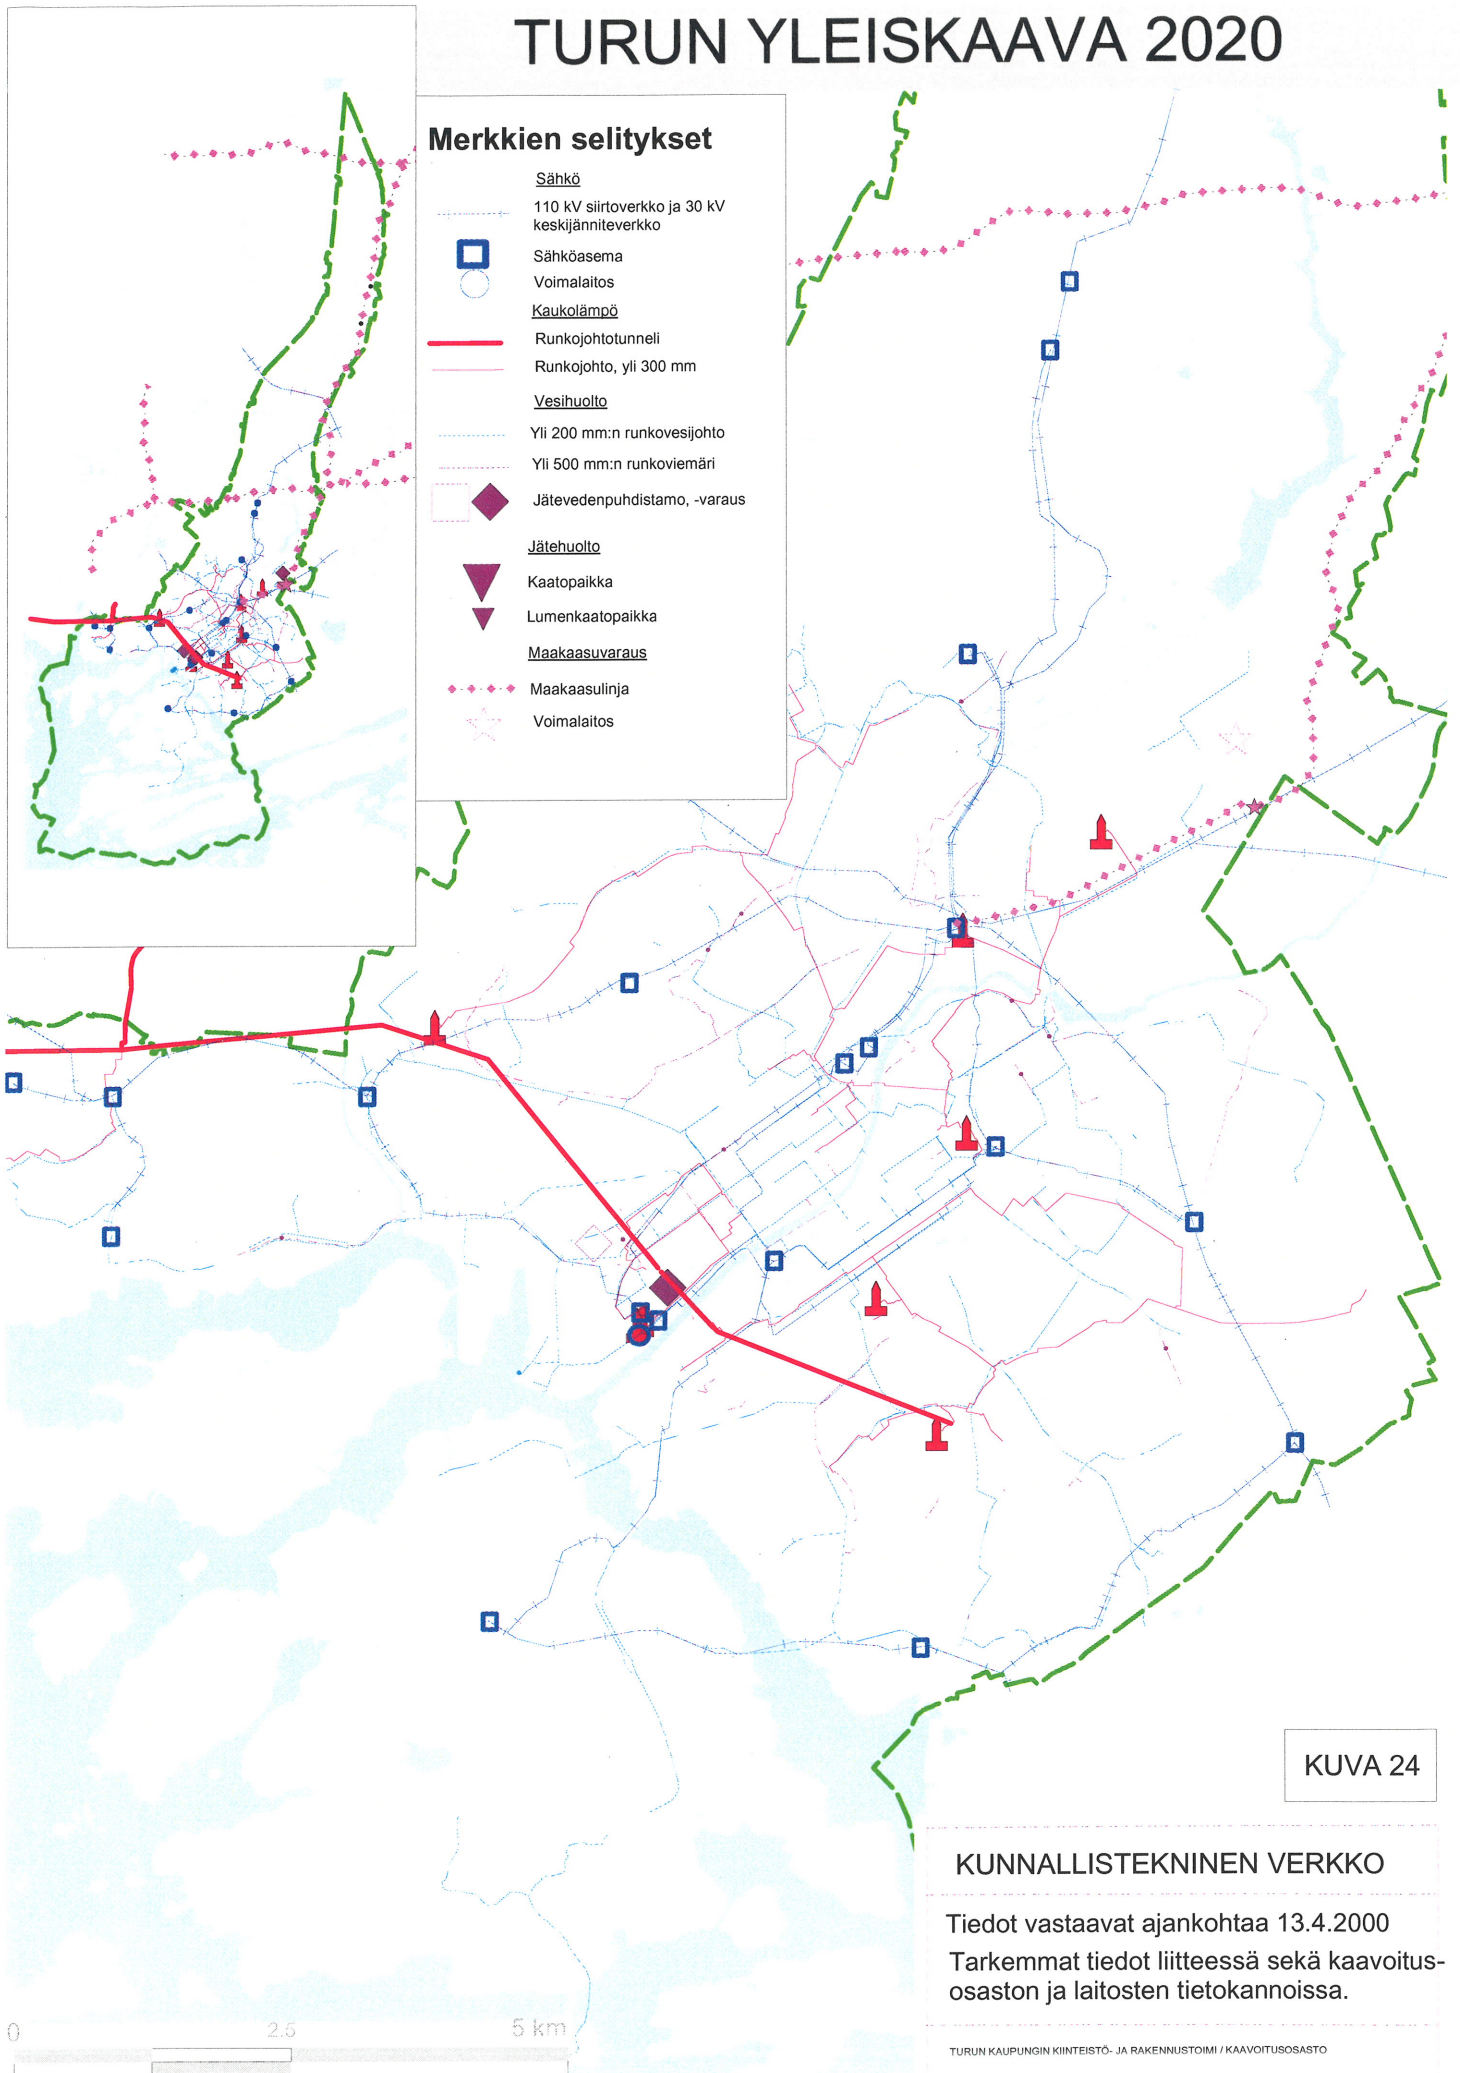 TURUN YLEISKAAVA 2020
Merkkien selitykset
Sähkö
110 kV siirtoverkko ja 30 kV
keskijänniteverkko
Sähköasema
Voimalaitos
Kaukolämpö
Runkojohtotunneli
Runkojohto, yli 300 mm
Vesihuolto
Yli 200 mm:n runkovesijohto
Yli 500 mm:n runkoviemäri
Jätevedenpuhdistamo, -varaus
Jätehuolto
Kaatopaikka
Lumenkaatopaikka
Maakaasuvaraus
Maakaasulinja
Voimalaitos
KUVA 24
KUNNALLISTEKNINEN VERKKO
Tiedot vastaavat ajankohtaa 13.4.2000
Tarkemmat tiedot liitteessä sekä kaavoitus-
osaston ja laitosten tietokannoissa.
TURUN KAUPUNGIN KIINTEISTÖ- JA RAKENNUSTOIMI / KAAVOITUSOSASTO
0 2.5 5 km